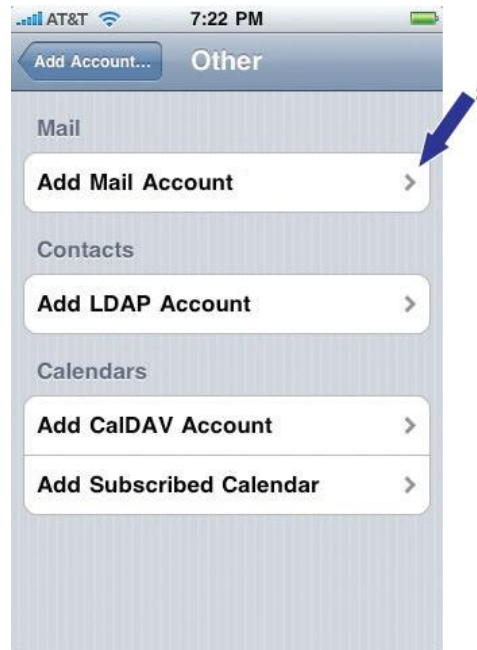 AT&T 7:22 PM
Add Account... Other
Mail
Add Mail Account
Contacts
Add LDAP Account
Calendars
Add CalDAV Account
Add Subscribed Calendar